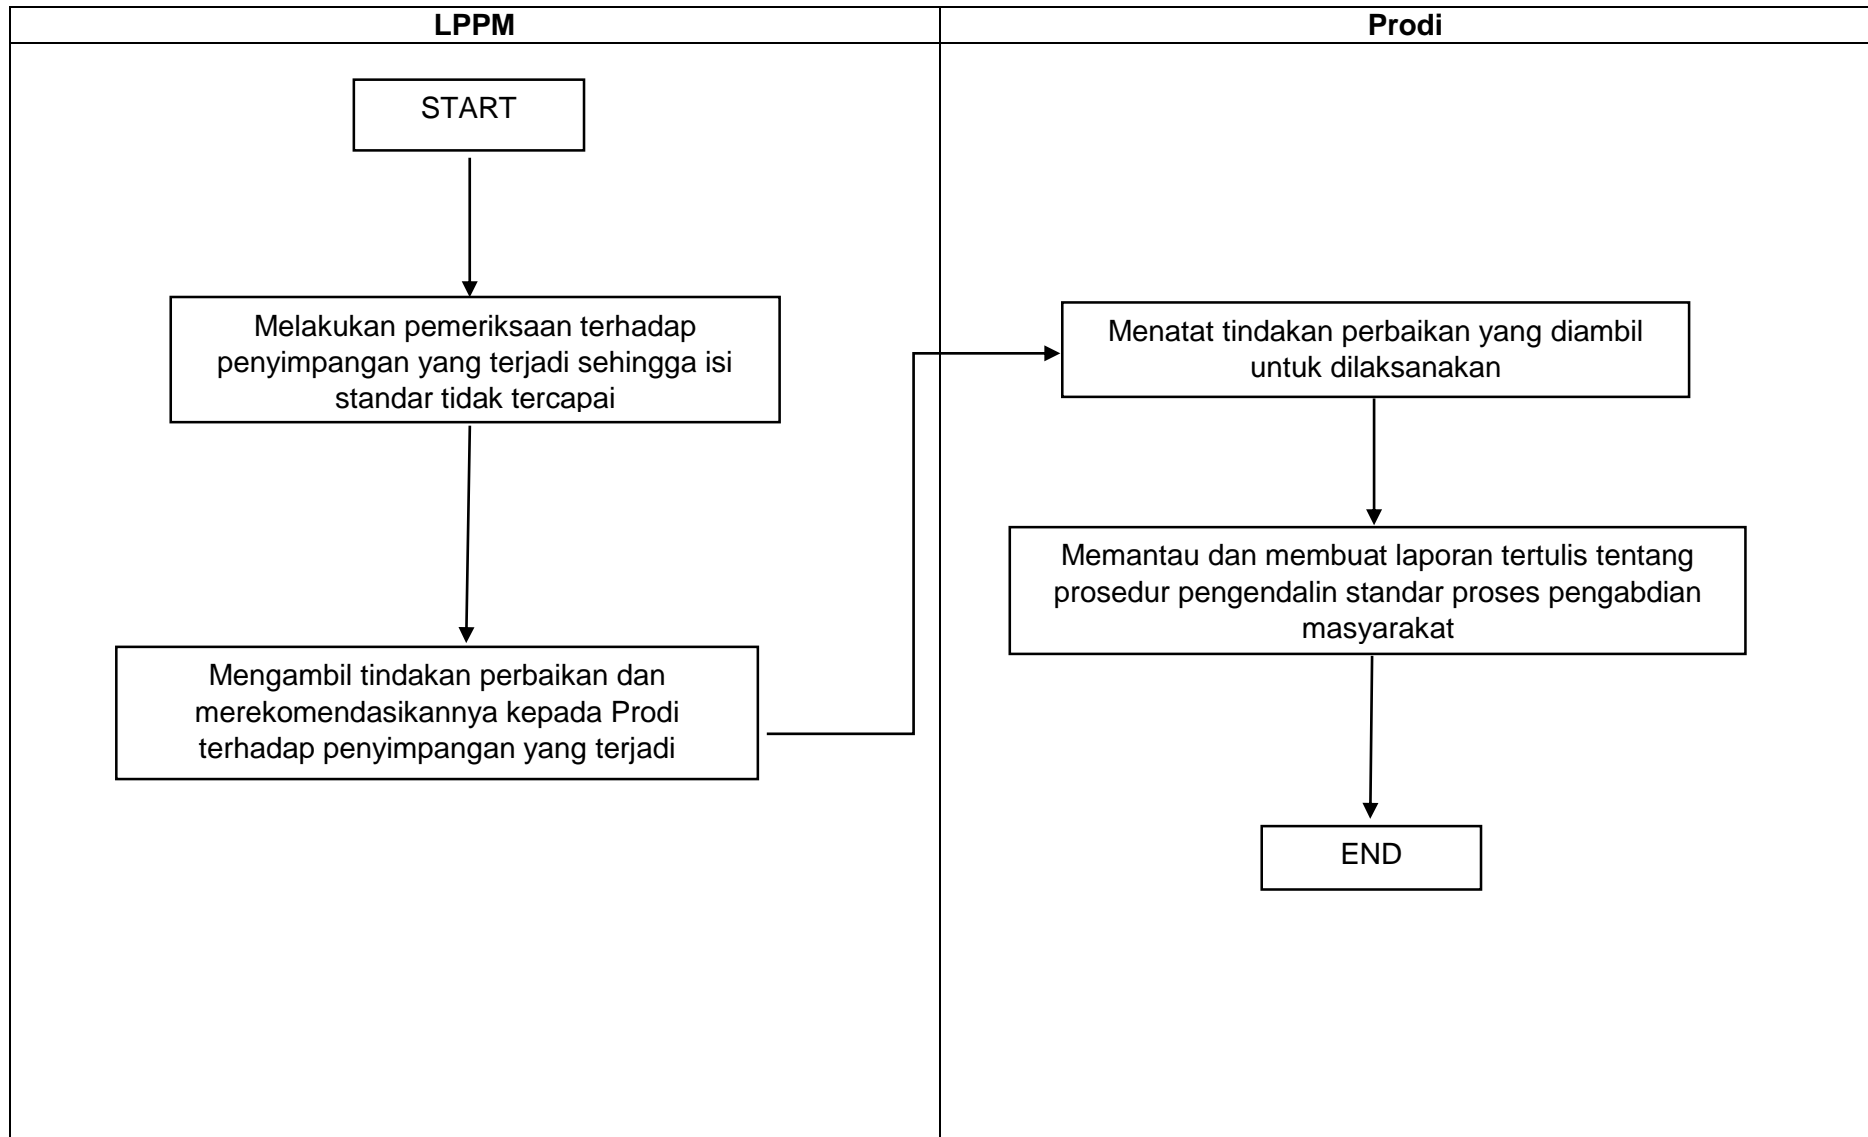 LPPM
Prodi
START
Melakukan pemeriksaan terhadap
penyimpangan yang terjadi sehingga isi
standar tidak tercapai
Mengambil tindakan perbaikan dan
merekomendasikannya kepada Prodi
terhadap penyimpangan yang terjadi
Menatat tindakan perbaikan yang diambil
untuk dilaksanakan
Memantau dan membuat laporan tertulis tentang
prosedur pengendalin standar proses pengabdian
masyarakat
END